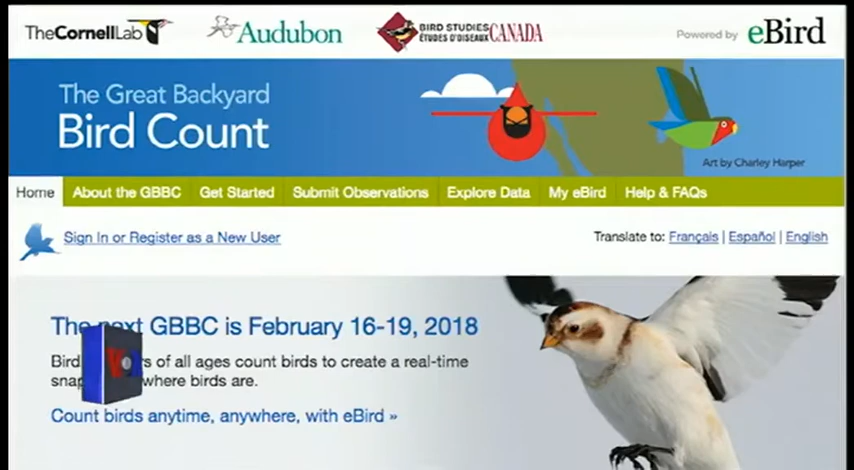 TheCornellLab
Audubon
BIRD STUDIES
ÉTUDES D'OISEAUX CANADA
Powered by eBird
The Great Backyard
Bird Count
Art by Charley Harper
Home About the GBBC Get Started Submit Observations Explore Data My eBird Help & FAQs
Sign In or Register as a New User
Translate to: Français | Español | English
The next GBBC is February 16-19, 2018
Bird of all ages count birds to create a real-time
where birds are.
Count birds anytime, anywhere, with eBird »